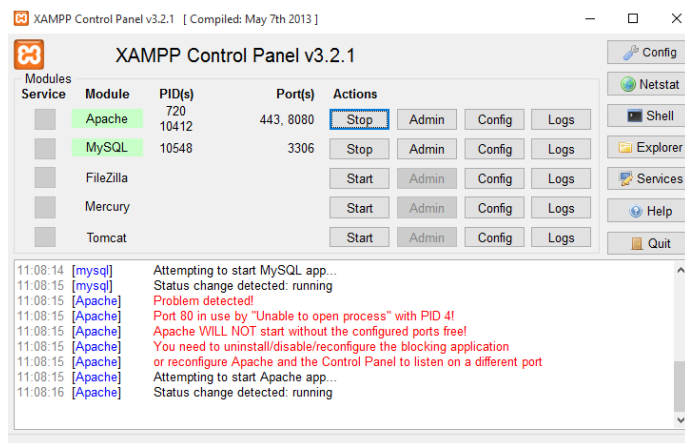 XAMPP Control Panel v3.2.1 [ Compiled: May 7th 2013 ]
XAMPP Control Panel v3.2.1
Config
Modules
Service Module PID(s) Port(s) Actions
Netstat
Apache 720 10412 443, 8080 Stop Admin Config Logs
Shell
MySQL 10548 3306 Stop Admin Config Logs
Explorer
FileZilla Start Admin Config Logs
Services
Mercury Start Admin Config Logs
Help
Tomcat Start Admin Config Logs
Quit
11:08:14 [mysql] Attempting to start MySQL app...
11:08:15 [mysql] Status change detected: running
11:08:15 [Apache] Problem detected!
11:08:15 [Apache] Port 80 in use by "Unable to open process" with PID 4!
11:08:15 [Apache] Apache WILL NOT start without the configured ports free!
11:08:15 [Apache] You need to uninstall/disable/reconfigure the blocking application
11:08:15 [Apache] or reconfigure Apache and the Control Panel to listen on a different port
11:08:15 [Apache] Attempting to start Apache app...
11:08:16 [Apache] Status change detected: running